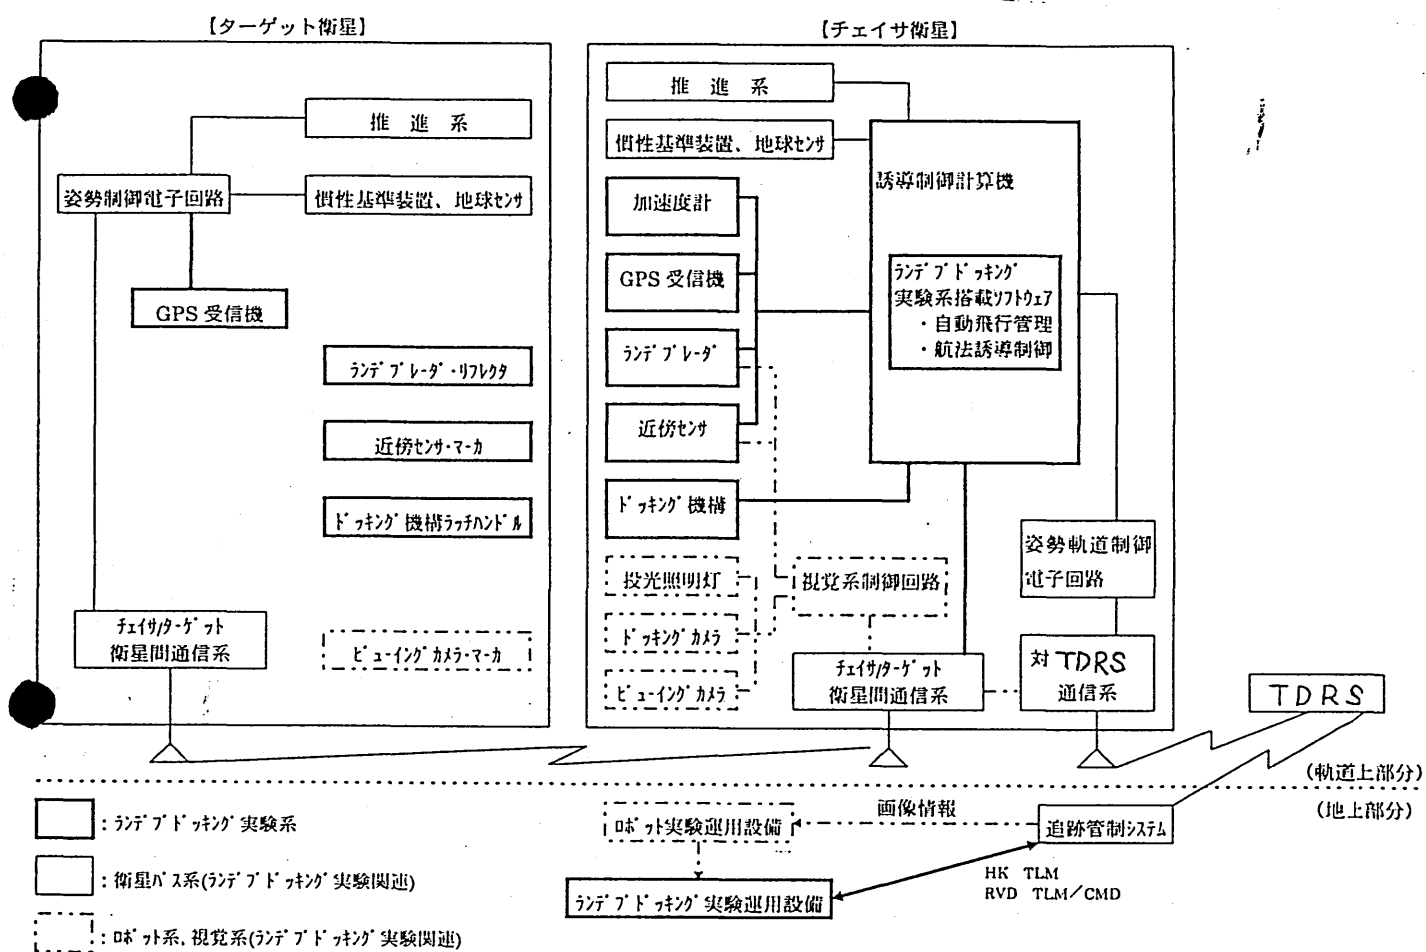 【ターゲット衛星】
推 進 系
姿勢制御電子回路
慣性基準装置、地球ｾﾝｻ
GPS 受信機
ﾗﾝﾃﾞﾌﾞﾚｰﾀﾞ･ﾘﾌﾚｸﾀ
近傍ｾﾝｻ･ﾏｰｶ
ﾄﾞｯｷﾝｸﾞ機構ﾗｯﾁﾊﾝﾄﾞﾙ
ﾁｪｲｻ/ﾀｰｹﾞｯﾄ
衛星間通信系
ﾋﾞｭｰｲﾝｸﾞｶﾒﾗ･ﾏｰｶ
【チェイサ衛星】
推 進 系
慣性基準装置、地球ｾﾝｻ
加速度計
GPS 受信機
ﾗﾝﾃﾞﾌﾞﾚｰﾀﾞ
近傍ｾﾝｻ
ﾄﾞｯｷﾝｸﾞ機構
投光照明灯
ﾄﾞｯｷﾝｸﾞｶﾒﾗ
ﾋﾞｭｰｲﾝｸﾞｶﾒﾗ
誘導制御計算機
ﾗﾝﾃﾞﾌﾞﾄﾞｯｷﾝｸﾞ
実験系搭載ｿﾌﾄｳｪｱ
・自動飛行管理
・航法誘導制御
視覚系制御回路
姿勢軌道制御
電子回路
ﾁｪｲｻ/ﾀｰｹﾞｯﾄ
衛星間通信系
対 TDRS
通信系
TDRS
(軌道上部分)
(地上部分)
: ﾗﾝﾃﾞﾌﾞﾄﾞｯｷﾝｸﾞ実験系
: 衛星ﾊﾞｽ系(ﾗﾝﾃﾞﾌﾞﾄﾞｯｷﾝｸﾞ実験関連)
: ﾛﾎﾞｯﾄ系, 視覚系(ﾗﾝﾃﾞﾌﾞﾄﾞｯｷﾝｸﾞ実験関連)
ﾛﾎﾞｯﾄ実験運用設備
画像情報
追跡管制ｼｽﾃﾑ
HK TLM
RVD TLM／CMD
ﾗﾝﾃﾞﾌﾞﾄﾞｯｷﾝｸﾞ実験運用設備